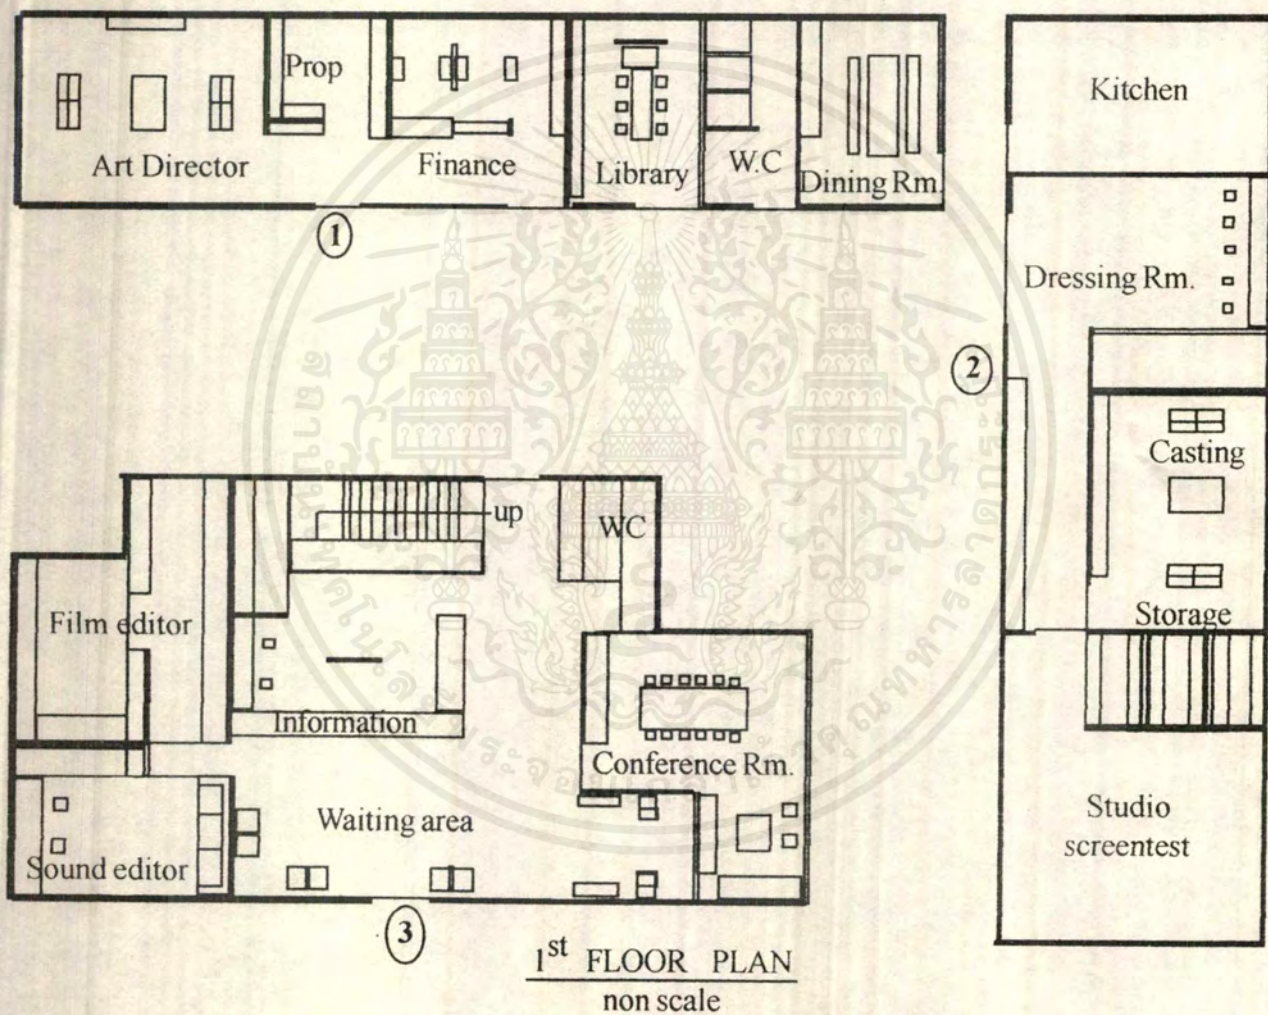 Prop
Art Director
Finance
Library
W.C
Dining Rm.
Kitchen
1
Dressing Rm.
2
Casting
Storage
Studio
screentest
up
WC
Film editor
Information
Conference Rm.
Waiting area
Sound editor
3
1st FLOOR PLAN
non scale